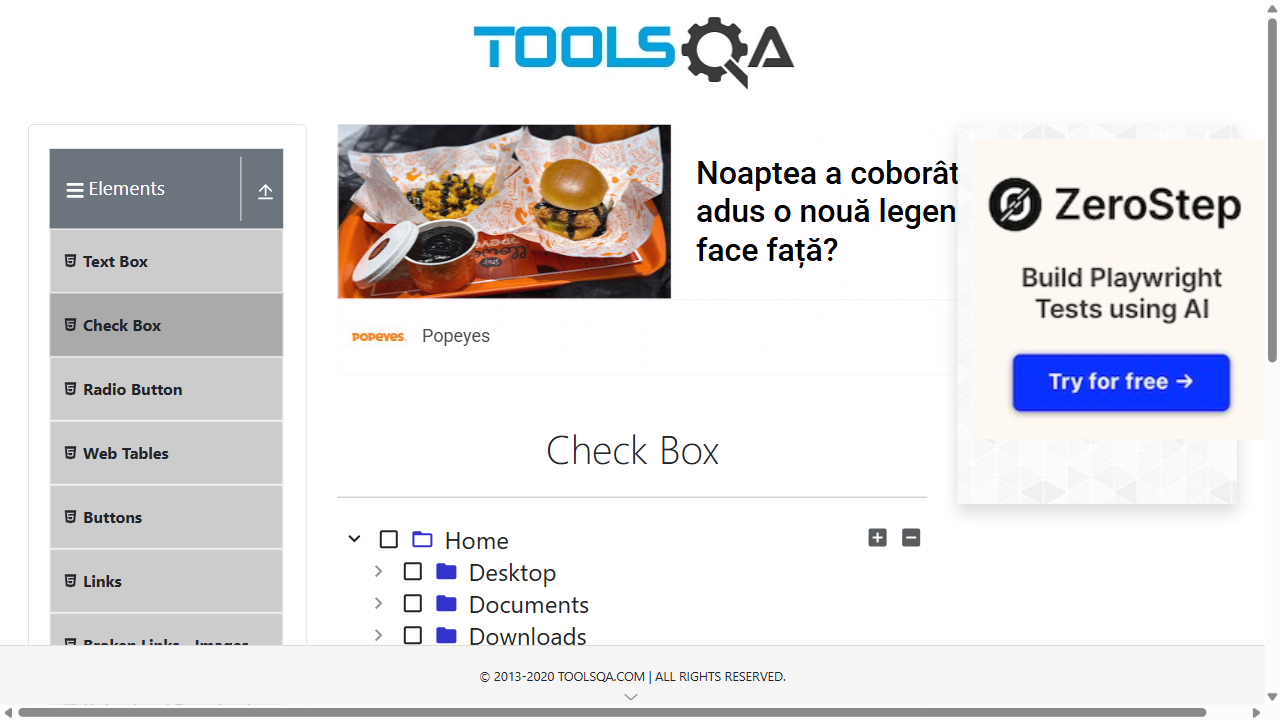 TOOLSQA
Elements
Text Box
Check Box
Radio Button
Web Tables
Buttons
Links
Noaptea a coborât
adus o nouă legen
face față?
POPEYES
Popeyes
ZeroStep
Build Playwright
Tests using AI
Try for free →
Check Box
Home
Desktop
Documents
Downloads
Broken Links - Images
© 2013-2020 TOOLSQA.COM | ALL RIGHTS RESERVED.